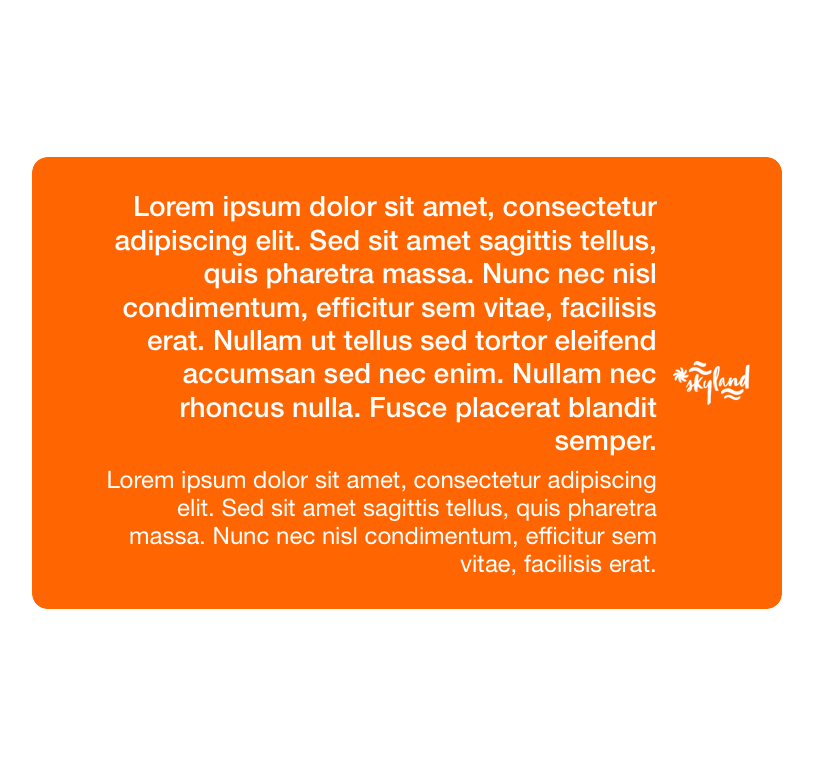 Lorem ipsum dolor sit amet, consectetur
adipiscing elit. Sed sit amet sagittis tellus,
quis pharetra massa. Nunc nec nisl
condimentum, efficitur sem vitae, facilisis
erat. Nullam ut tellus sed tortor eleifend
accumsan sed nec enim. Nullam nec
rhoncus nulla. Fusce placerat blandit
semper.
skyland
Lorem ipsum dolor sit amet, consectetur adipiscing
elit. Sed sit amet sagittis tellus, quis pharetra
massa. Nunc nec nisl condimentum, efficitur sem
vitae, facilisis erat.